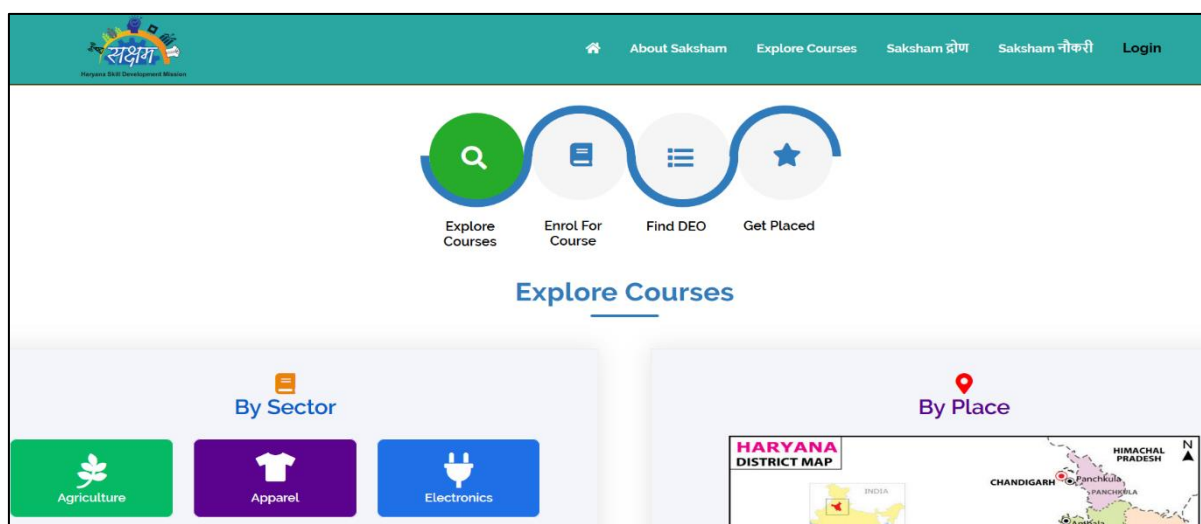 सक्षम
Haryana Skill Development Mission
About Saksham
Explore Courses
Saksham द्रोण
Saksham नौकरी
Login
Explore
Courses
Enrol For
Course
Find DEO
Get Placed
Explore Courses
By Sector
Agriculture
Apparel
Electronics
By Place
HARYANA
DISTRICT MAP
INDIA
N
HIMACHAL
PRADESH
CHANDIGARH
Panchkula
PANCHKULA
Ambala